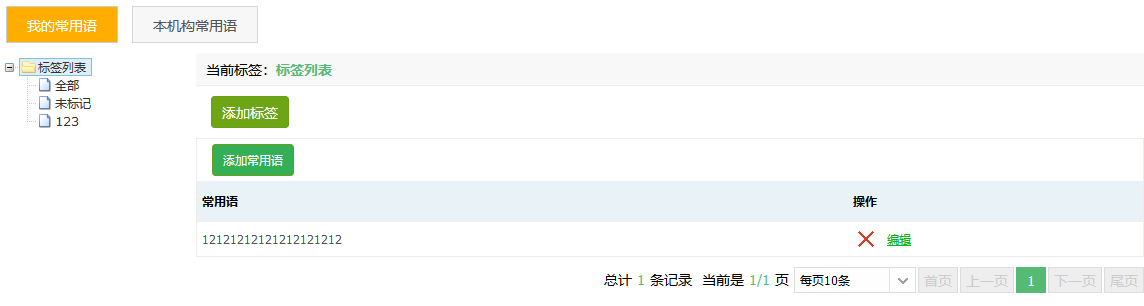 我的常用语 本机构常用语
标签列表
全部
未标记
123
当前标签：标签列表
添加标签
添加常用语
常用语 操作
12121212121212121212 编辑
总计 1 条记录 当前是 1/1 页 每页10条 首页 上一页 1 下一页 尾页